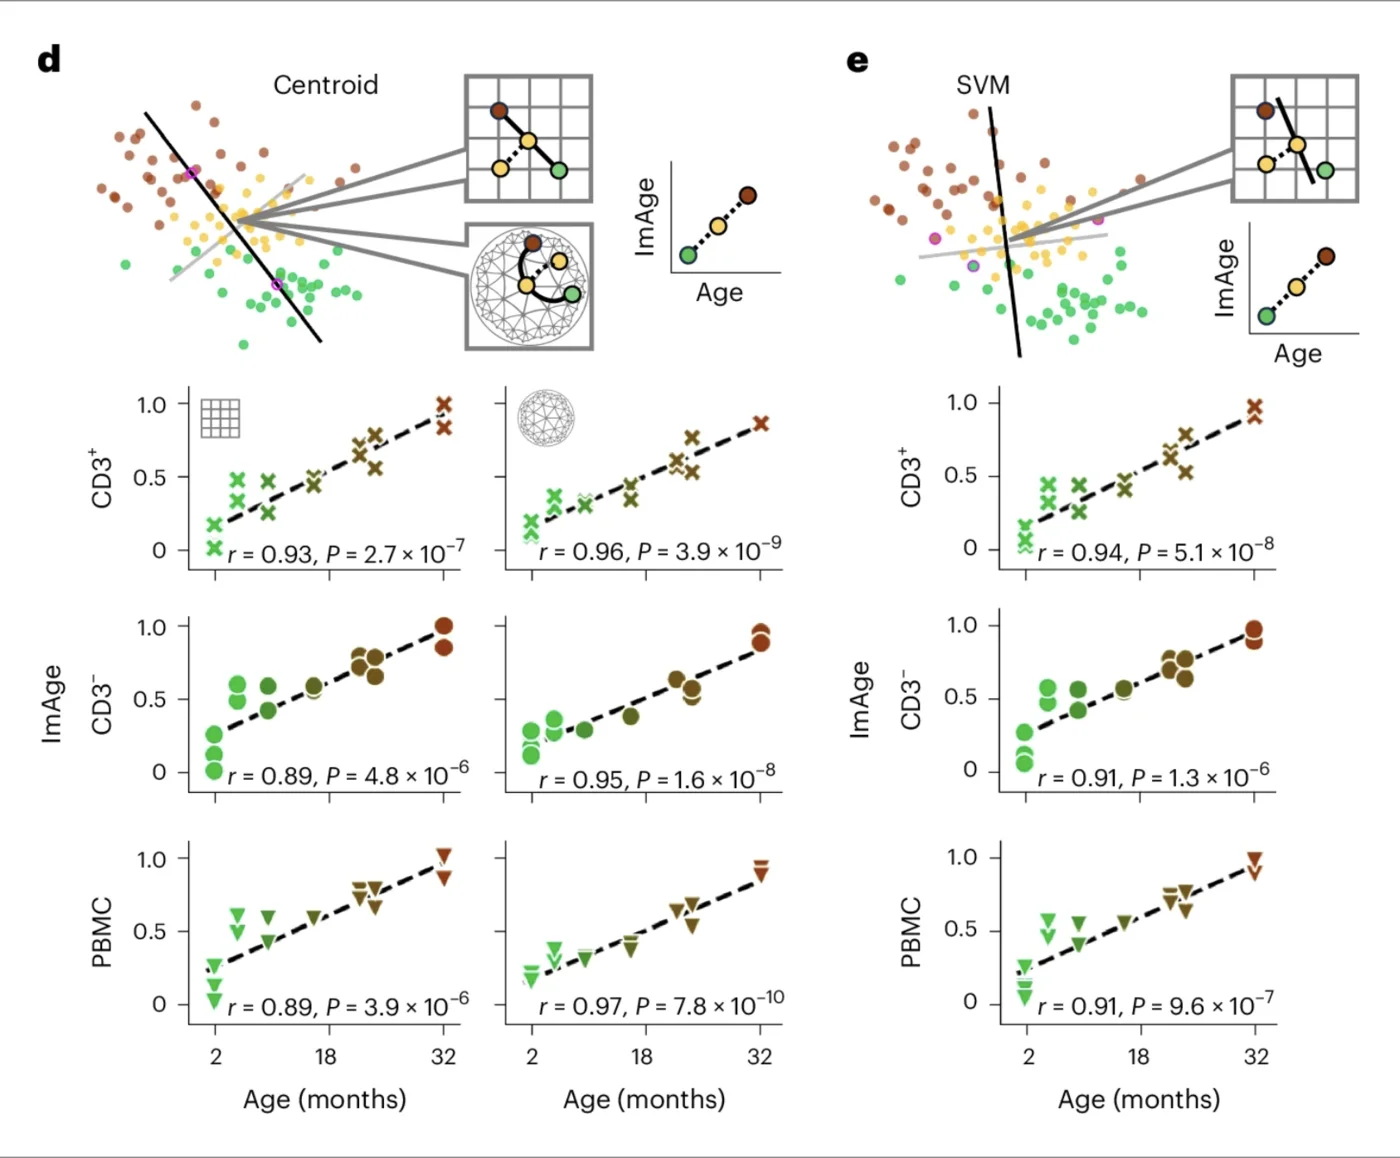 d
Centroid
ImAge
Age
e
SVM
ImAge
Age
1.0
0.5
0
CD3⁺
r = 0.93, P = 2.7 × 10⁻⁷
r = 0.96, P = 3.9 × 10⁻⁹
1.0
0.5
0
CD3⁺
r = 0.94, P = 5.1 × 10⁻⁸
ImAge
CD3⁻
1.0
0.5
0
r = 0.89, P = 4.8 × 10⁻⁶
r = 0.95, P = 1.6 × 10⁻⁸
ImAge
CD3⁻
1.0
0.5
0
r = 0.91, P = 1.3 × 10⁻⁶
PBMC
1.0
0.5
0
r = 0.89, P = 3.9 × 10⁻⁶
r = 0.97, P = 7.8 × 10⁻¹⁰
PBMC
1.0
0.5
0
r = 0.91, P = 9.6 × 10⁻⁷
2 18 32
2 18 32
2 18 32
Age (months)
Age (months)
Age (months)